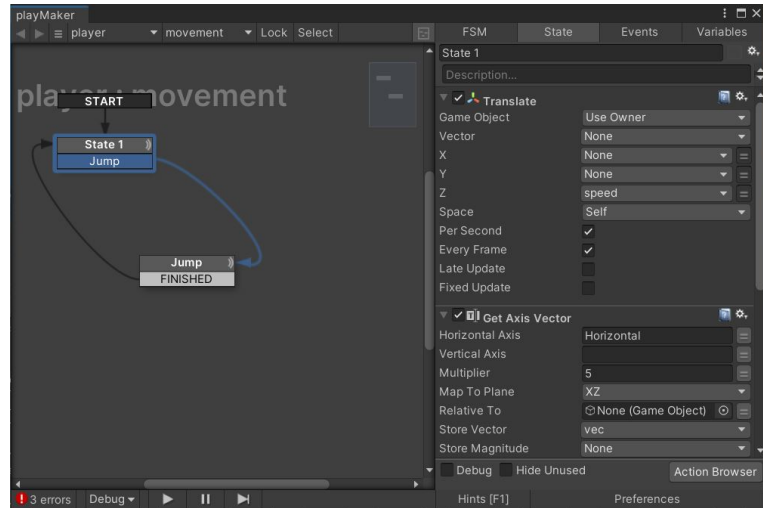 playMaker
player movement Lock Select
FSM State Events Variables
player : movement
START
State 1
Jump
Jump
FINISHED
State 1
Description...
Translate
Game Object Use Owner
Vector None
X None
Y None
Z speed
Space Self
Per Second
Every Frame
Late Update
Fixed Update
Get Axis Vector
Horizontal Axis Horizontal
Vertical Axis
Multiplier 5
Map To Plane XZ
Relative To None (Game Object)
Store Vector vec
Store Magnitude None
Debug Hide Unused Action Browser
3 errors Debug
Hints [F1] Preferences